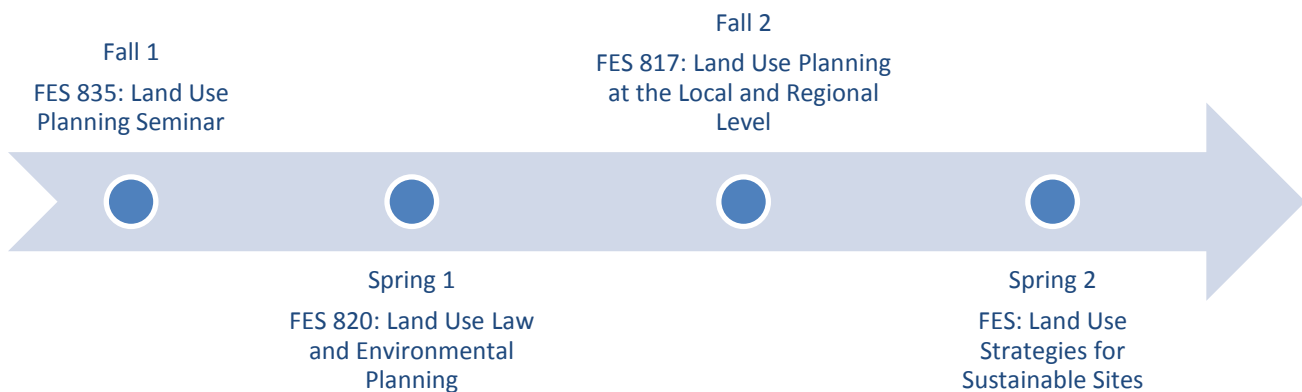 Fall 1
FES 835: Land Use
Planning Seminar
Spring 1
FES 820: Land Use Law
and Environmental
Planning
Fall 2
FES 817: Land Use Planning
at the Local and Regional
Level
Spring 2
FES: Land Use
Strategies for
Sustainable Sites